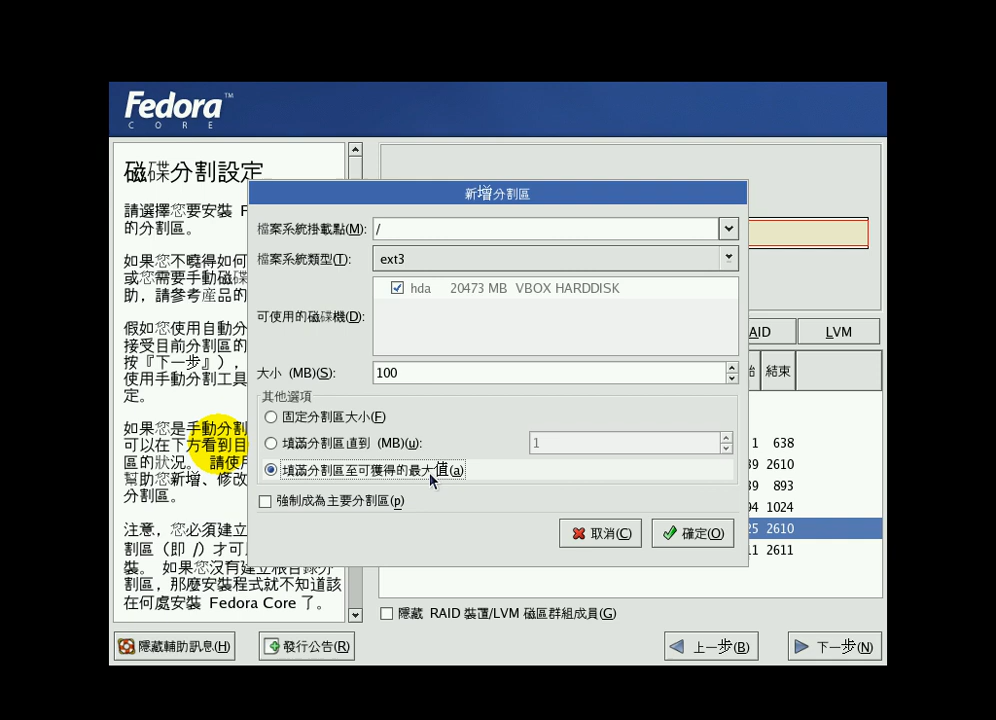 Fedora™
CORE
磁碟分割設定
請選擇您要安裝 F
的分割區。
如果您不曉得如何
或您需要手動磁碟
助，請參考產品的
假如您使用自動分
接受目前分割區的
按『下一步』），
使用手動分割工具
定。
如果您是手動分割
可以在下方看到目
區的狀況。 請使用
幫助您新增、修改
分割區。
注意，您必須建立
割區（即 /）才可
裝。 如果您沒有建立根目錄分
割區，那麼安裝程式就不知道該
在何處安裝 Fedora Core 了。
新增分割區
檔案系統掛載點(M): /
檔案系統類型(T): ext3
可使用的磁碟機(D):
hda 20473 MB VBOX HARDDISK
大小 (MB)(S): 100
其他選項
固定分割區大小(F)
填滿分割區直到 (MB)(u): 1
填滿分割區至可獲得的最大值(a)
強制成為主要分割區(p)
取消(C) 確定(O)
AID LVM
始 結束
1 638
39 2610
39 893
94 1024
25 2610
11 2611
隱藏 RAID 裝置/LVM 磁區群組成員(G)
隱藏輔助訊息(H) 發行公告(R) 上一步(B) 下一步(N)